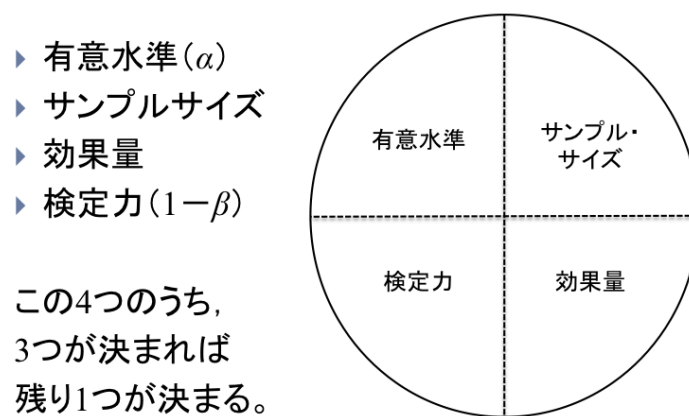 有意水準(α)
サンプルサイズ
効果量
検定力(1－β)
この4つのうち,
3つが決まれば
残り1つが決まる。
有意水準
サンプル・
サイズ
検定力
効果量